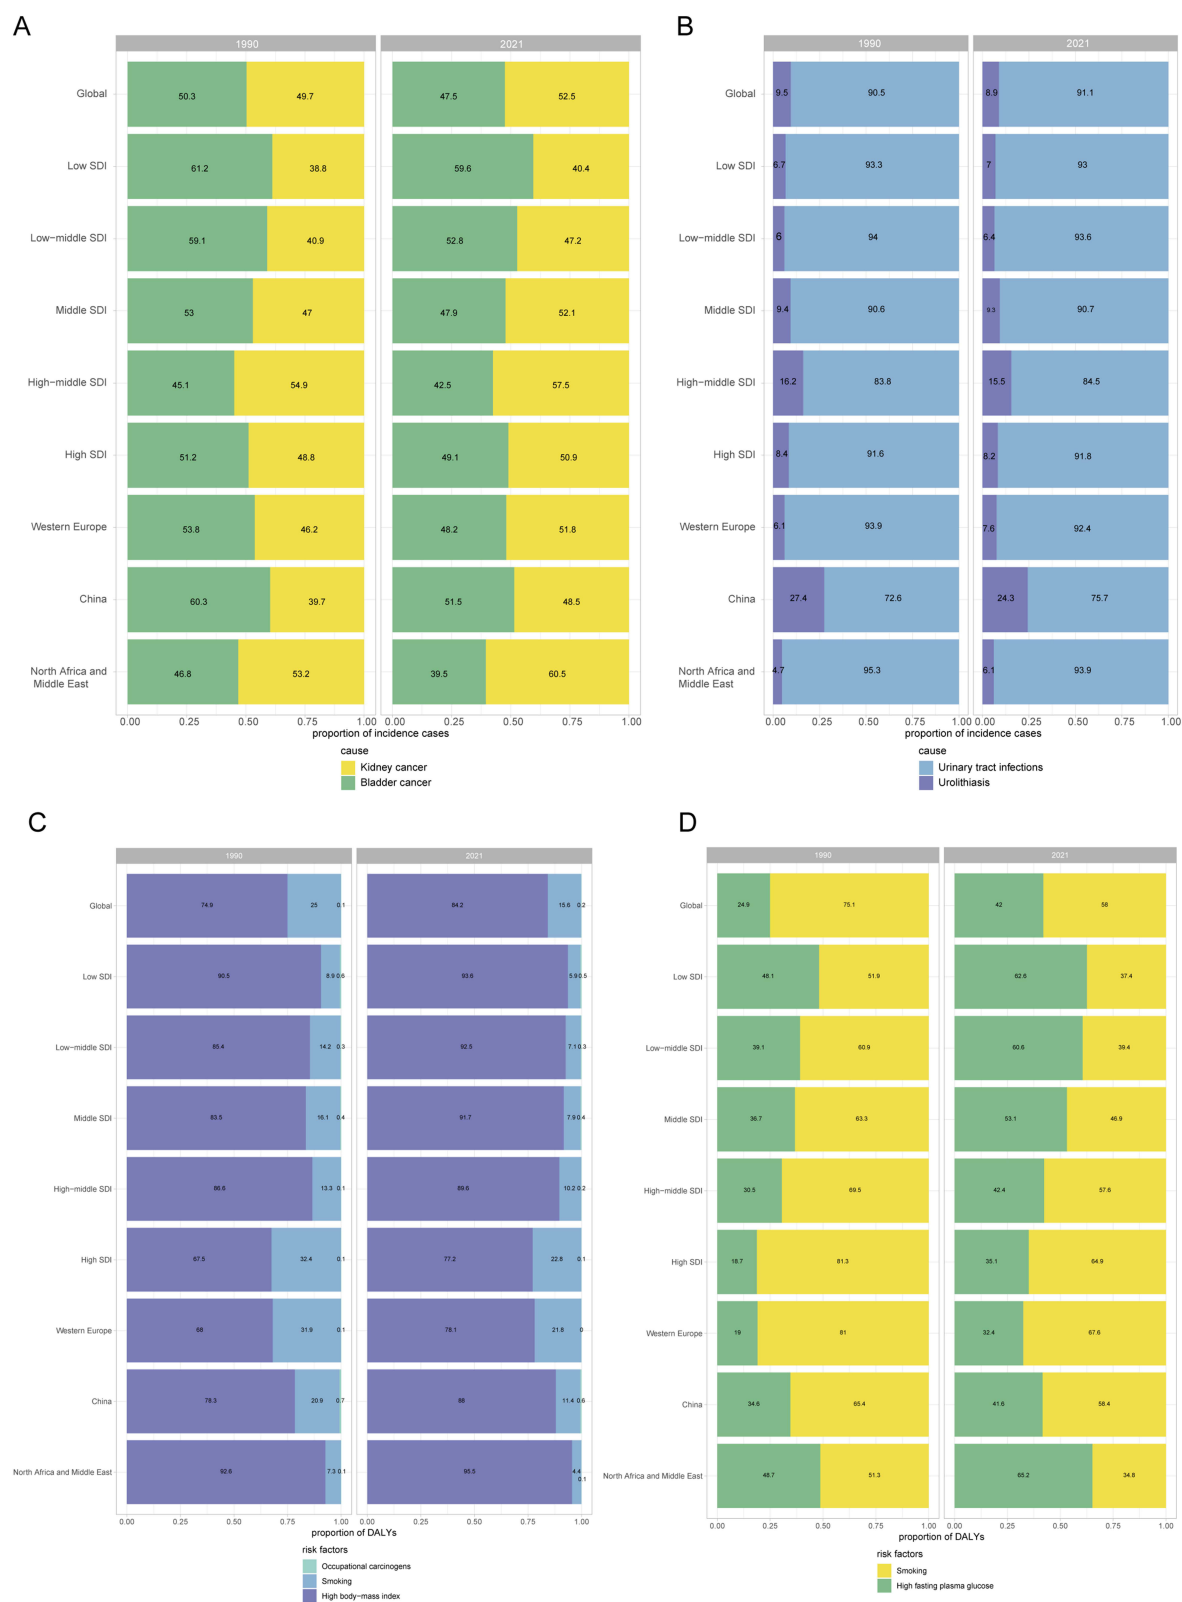 A
1990 2021
Global 50.3 49.7 47.5 52.5
Low SDI 61.2 38.8 59.6 40.4
Low−middle SDI 59.1 40.9 52.8 47.2
Middle SDI 53 47 47.9 52.1
High−middle SDI 45.1 54.9 42.5 57.5
High SDI 51.2 48.8 49.1 50.9
Western Europe 53.8 46.2 48.2 51.8
China 60.3 39.7 51.5 48.5
North Africa and
Middle East 46.8 53.2 39.5 60.5
0.00 0.25 0.50 0.75 1.00 0.00 0.25 0.50 0.75 1.00
proportion of incidence cases
cause
Kidney cancer
Bladder cancer
B
1990 2021
Global 9.5 90.5 8.9 91.1
Low SDI 6.7 93.3 7 93
Low−middle SDI 6 94 6.4 93.6
Middle SDI 9.4 90.6 9.3 90.7
High−middle SDI 16.2 83.8 15.5 84.5
High SDI 8.4 91.6 8.2 91.8
Western Europe 6.1 93.9 7.6 92.4
China 27.4 72.6 24.3 75.7
North Africa and
Middle East 4.7 95.3 6.1 93.9
0.00 0.25 0.50 0.75 1.00 0.00 0.25 0.50 0.75 1.00
proportion of incidence cases
cause
Urinary tract infections
Urolithiasis
C
1990 2021
Global 74.9 25 0.1 84.2 15.6 0.2
Low SDI 90.5 8.9 0.6 93.6 5.9 0.5
Low−middle SDI 85.4 14.2 0.3 92.5 7.1 0.3
Middle SDI 83.5 16.1 0.4 91.7 7.9 0.4
High−middle SDI 86.6 13.3 0.1 89.6 10.2 0.2
High SDI 67.5 32.4 0.1 77.2 22.8 0.1
Western Europe 68 31.9 0.1 78.1 21.8 0
China 78.3 20.9 0.7 88 11.4 0.6
North Africa and Middle East 92.6 7.3 0.1 95.5 4.4 0.1
0.00 0.25 0.50 0.75 1.00 0.00 0.25 0.50 0.75 1.00
proportion of DALYs
risk factors
Occupational carcinogens
Smoking
High body−mass index
D
1990 2021
Global 24.9 75.1 42 58
Low SDI 48.1 51.9 62.6 37.4
Low−middle SDI 39.1 60.9 60.6 39.4
Middle SDI 36.7 63.3 53.1 46.9
High−middle SDI 30.5 69.5 42.4 57.6
High SDI 18.7 81.3 35.1 64.9
Western Europe 19 81 32.4 67.6
China 34.6 65.4 41.6 58.4
North Africa and Middle East 48.7 51.3 65.2 34.8
0.00 0.25 0.50 0.75 1.00 0.00 0.25 0.50 0.75 1.00
proportion of DALYs
risk factors
Smoking
High fasting plasma glucose